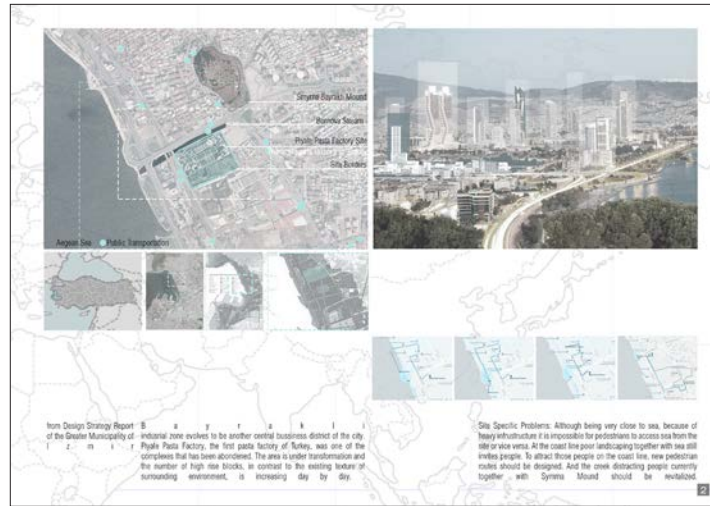 Smyrna Bayraklı Mound
Bornova Stream
Piyale Pasta Factory Site
Site Borders
Aegean Sea
Public Transportation
from Design Strategy Report
of the Greater Municipality of
I z m i r
B a y r a k l i
industrial zone evolves to be another central bussiness district of the city.
Piyale Pasta Factory, the first pasta factory of Turkey, was one of the
complexes that has been abondoned. The area is under transformation and
the number of high rise blocks, in contrast to the existing texture of
surrounding environment, is increasing day by day.
Site Specific Problems: Although being very close to sea, because of
heavy infrustructure it is impossible for pedestrians to access sea from the
site or vice versa. At the coast line poor landscaping together with sea still
invites people. To attract those people on the coast line, new pedestrian
routes should be designed. And the creek distracting people currently
together with Symrna Mound should be revitalized.
2